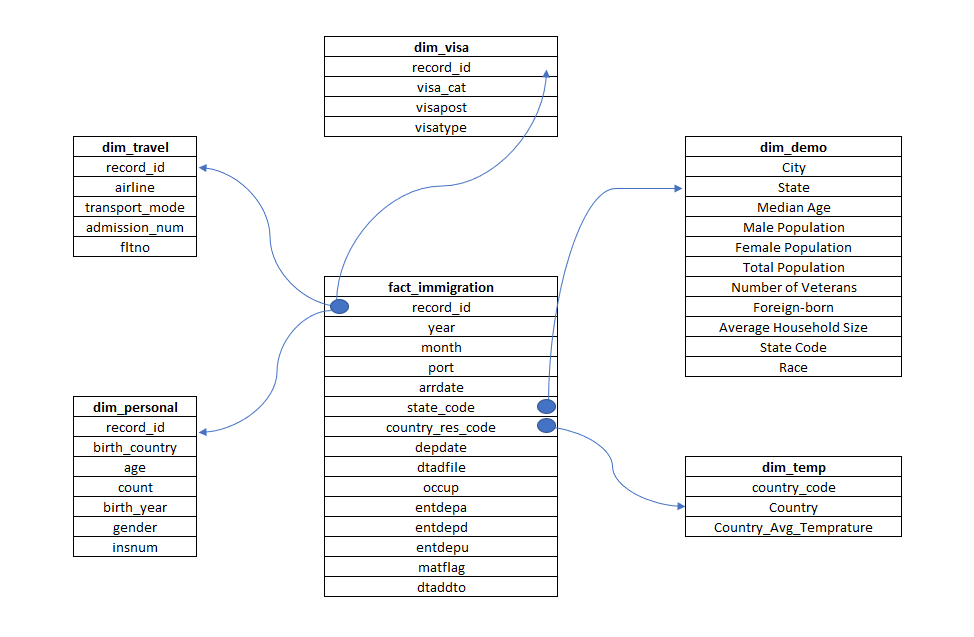 dim_visa
record_id
visa_cat
visapost
visatype
dim_travel
record_id
airline
transport_mode
admission_num
fltno
dim_demo
City
State
Median Age
Male Population
Female Population
Total Population
Number of Veterans
Foreign-born
Average Household Size
State Code
Race
fact_immigration
record_id
year
month
port
arrdate
state_code
country_res_code
depdate
dtadfile
occup
entdepa
entdepd
entdepu
matflag
dtaddto
dim_personal
record_id
birth_country
age
count
birth_year
gender
insnum
dim_temp
country_code
Country
Country_Avg_Temprature